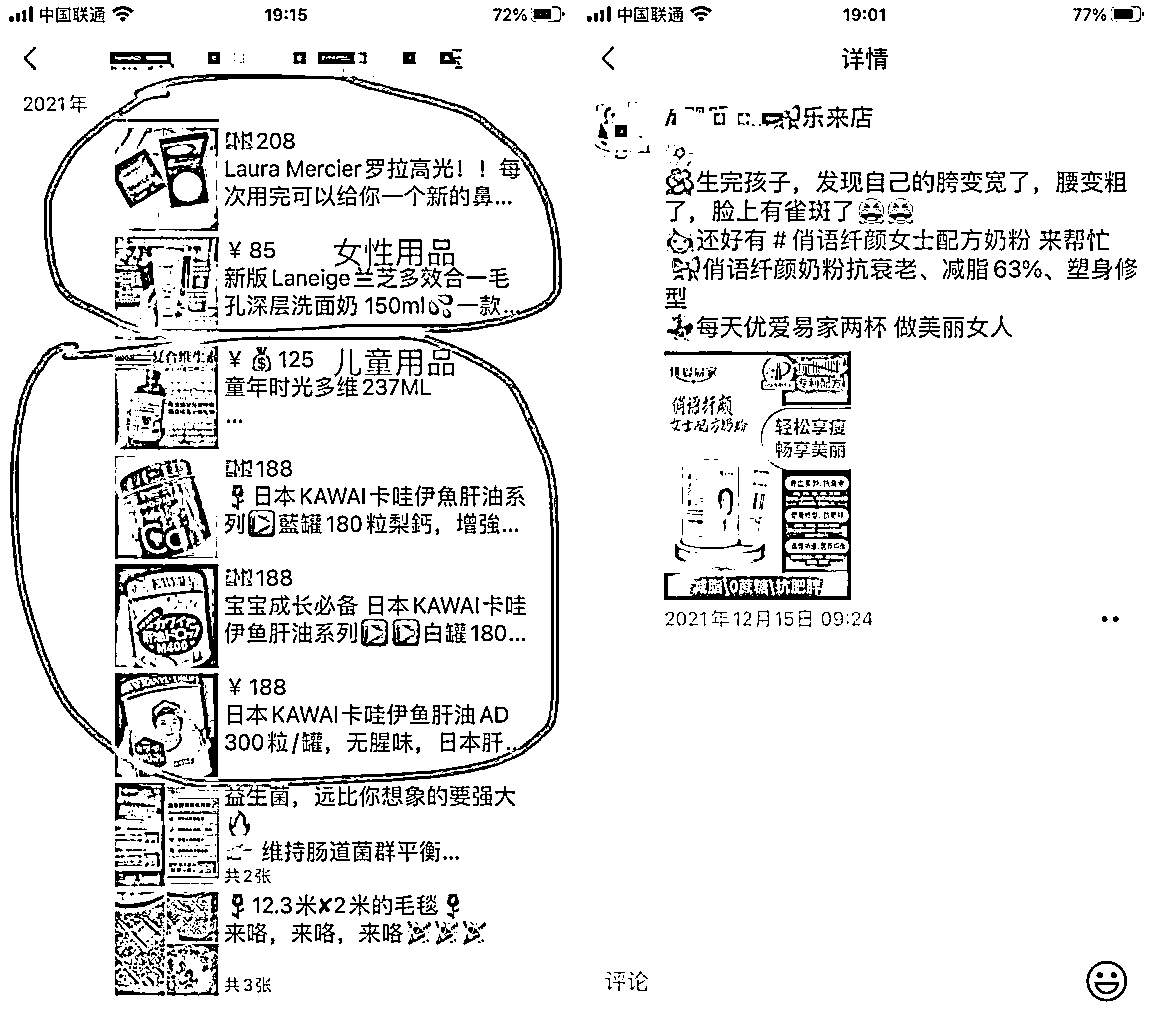 中国联通
19:15
72%
2021年
208
Laura Mercier罗拉高光！！每
次用完可以给你一个新的鼻...
¥ 85
女性用品
新版Laneige兰芝多效合一毛
孔深层洗面奶 150ml💦一款...
¥ 💰125
儿童用品
童年时光多维237ML
...
188
🌹日本KAWAI卡哇伊魚肝油系
列▶️藍罐180粒梨鈣，增強...
188
宝宝成长必备 日本KAWAI卡哇
伊鱼肝油系列▶️▶️白罐180...
¥ 188
日本KAWAI卡哇伊鱼肝油AD
300粒/罐，无腥味，日本肝...
益生菌，远比你想象的要强大
🔥
维持肠道菌群平衡...
共2张
🌹12.3米✘2米的毛毯🌹
来咯，来咯，来咯🎉🎉🎉
共3张
中国联通
19:01
77%
详情
乐来店
生完孩子，发现自己的胯变宽了，腰变粗
了，脸上有雀斑了😭😭
还好有＃俏语纤颜女士配方奶粉 来帮忙
俏语纤颜奶粉抗衰老、减脂63%、塑身修
型
每天优爱易家两杯 做美丽女人
优爱易家
专利配方
俏语纤颜
女士配方奶粉
轻松享瘦
畅享美丽
减脂\0蔗糖\抗肥胖
2021年12月15日 09:24
评论